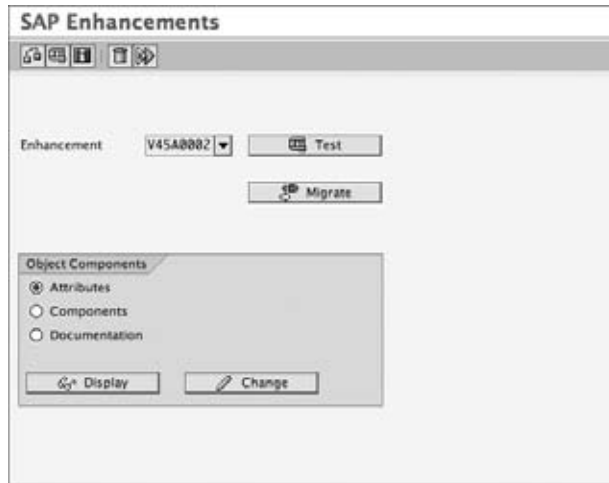 SAP Enhancements
Enhancement V45A0002 Test
Migrate
Object Components
Attributes
Components
Documentation
Display Change